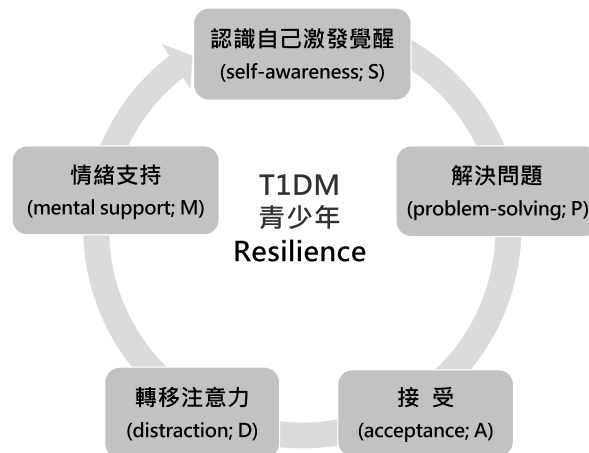 認識自己激發覺醒
(self-awareness; S)
情緒支持
(mental support; M)
解決問題
(problem-solving; P)
T1DM
青少年
Resilience
轉移注意力
(distraction; D)
接 受
(acceptance; A)